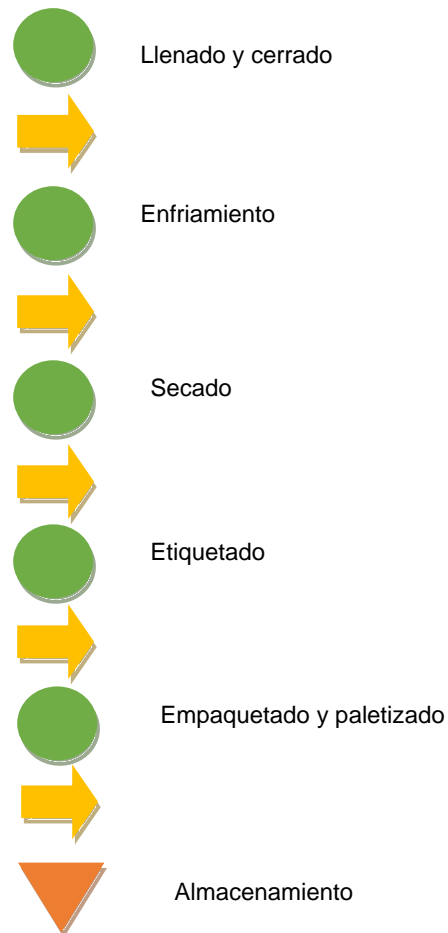 Llenado y cerrado
Enfriamiento
Secado
Etiquetado
Empaquetado y paletizado
Almacenamiento